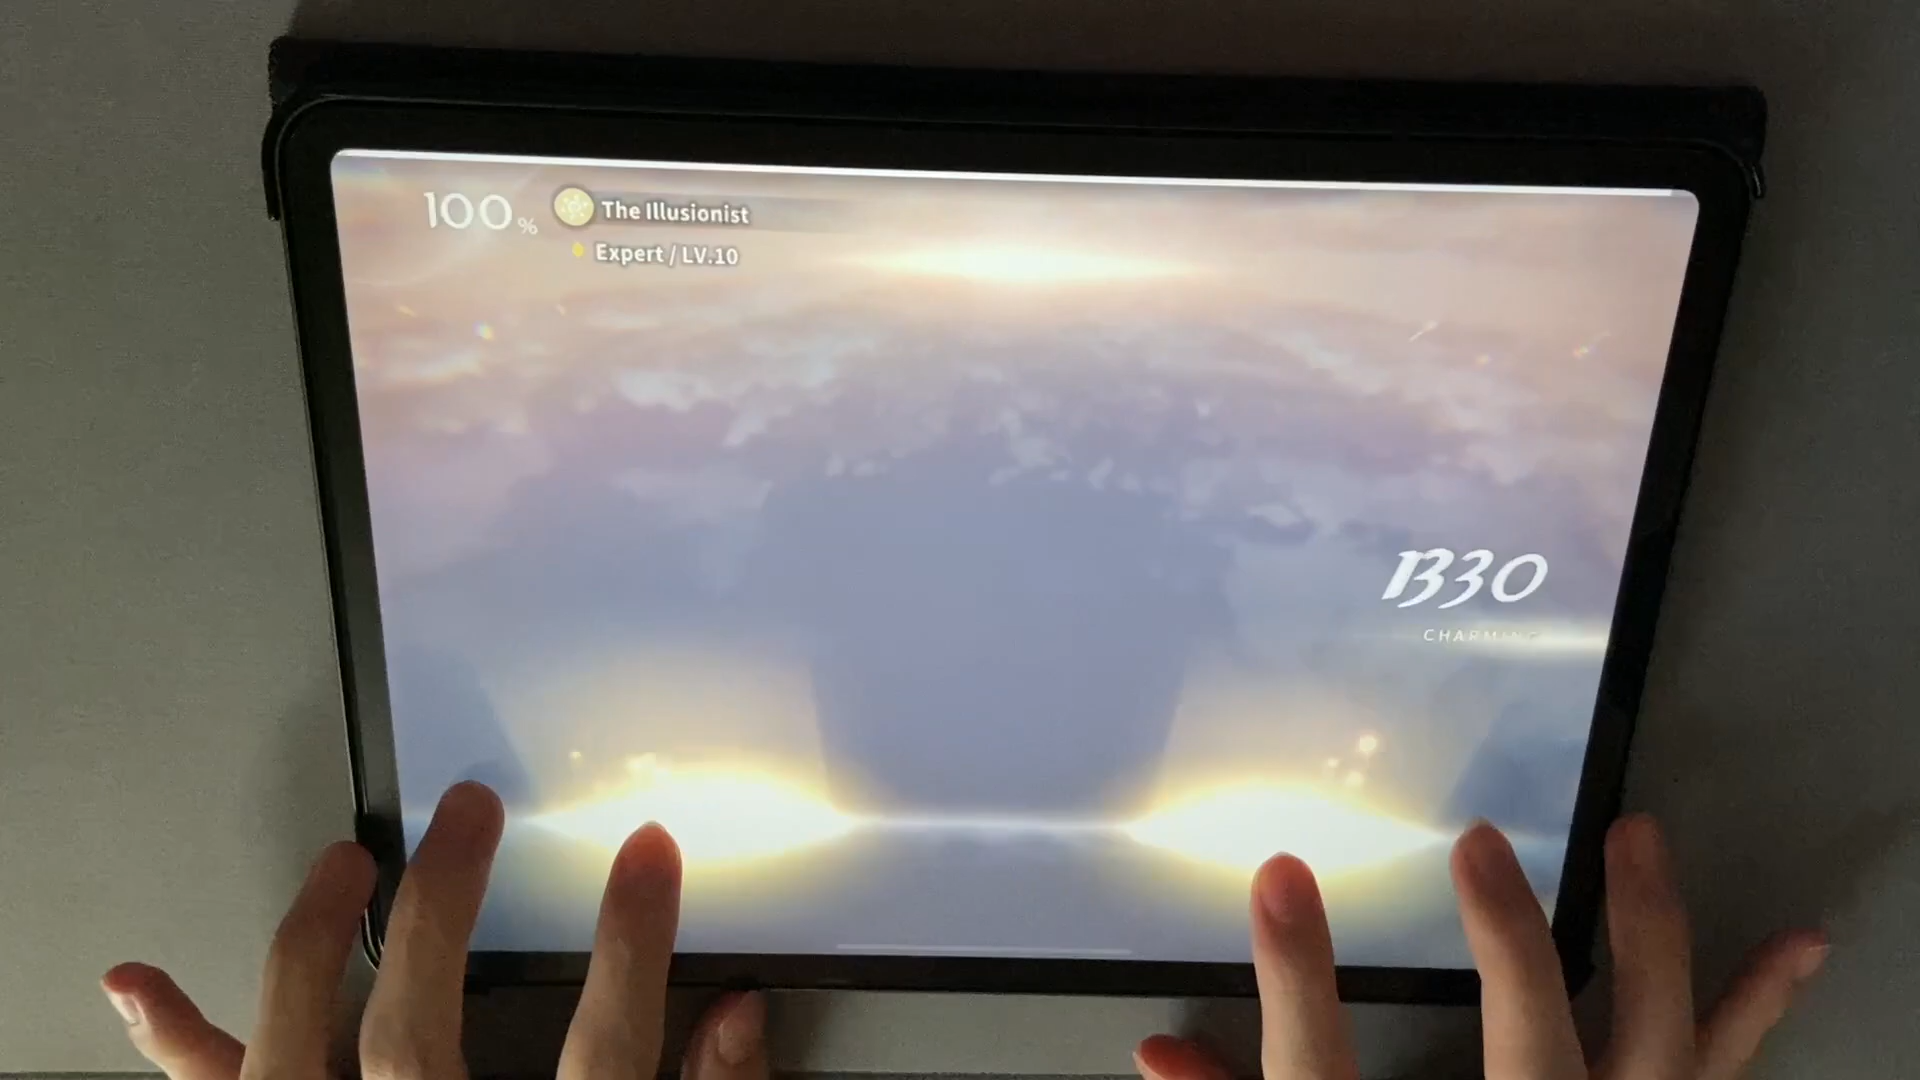 100%
The Illusionist
Expert / LV.10
1330
CHARMING